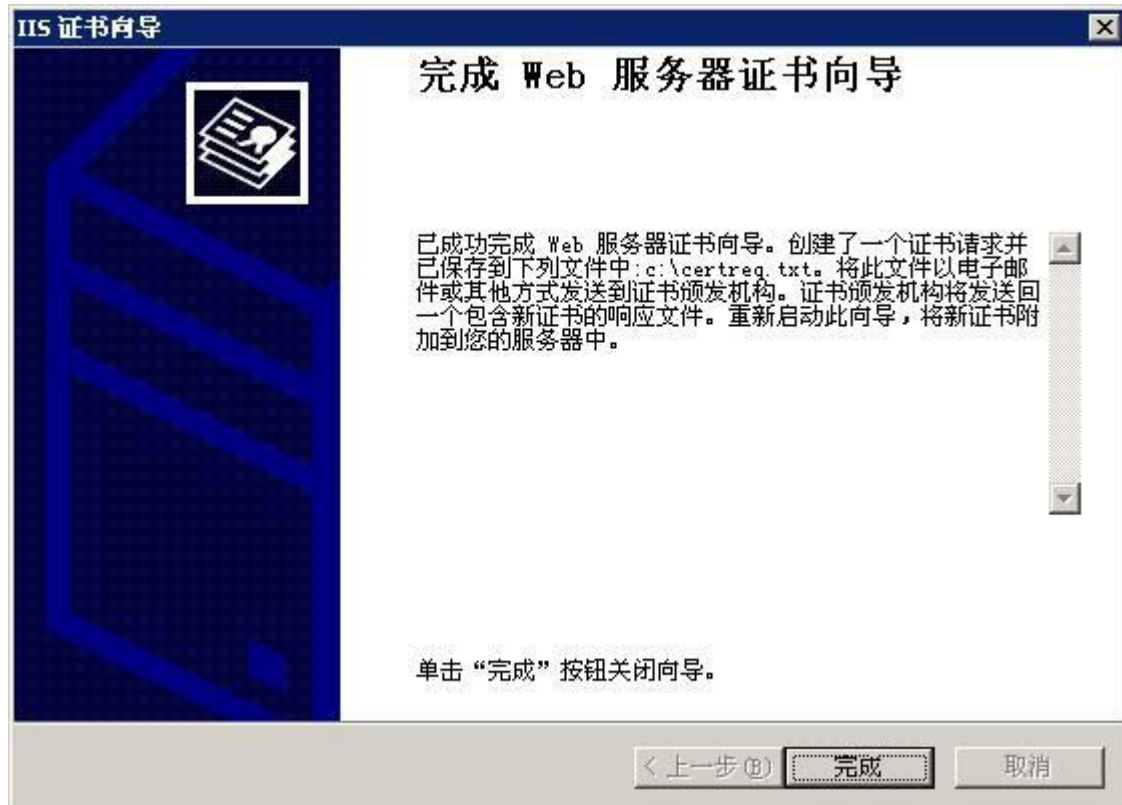 IIS 证书向导
完成 Web 服务器证书向导
已成功完成 Web 服务器证书向导。创建了一个证书请求并
已保存到下列文件中:c:\certreq.txt。将此文件以电子邮
件或其他方式发送到证书颁发机构。证书颁发机构将发送回
一个包含新证书的响应文件。重新启动此向导，将新证书附
加到您的服务器中。
单击“完成”按钮关闭向导。
< 上一步(B) 完成 取消